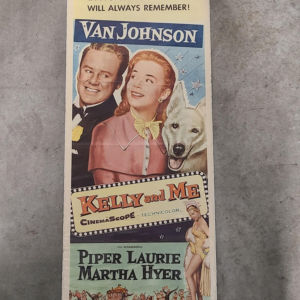 WILL ALWAYS REMEMBER!
VAN JOHNSON
KELLY and ME
CINEMASCOPE TECHNICOLOR
PIPER LAURIE
MARTHA HYER